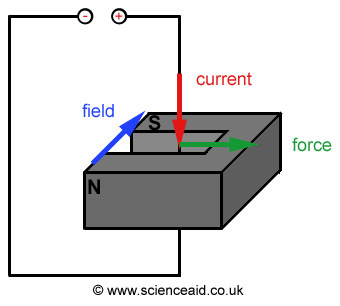 - +
current
field
S
force
N
© www.scienceaid.co.uk